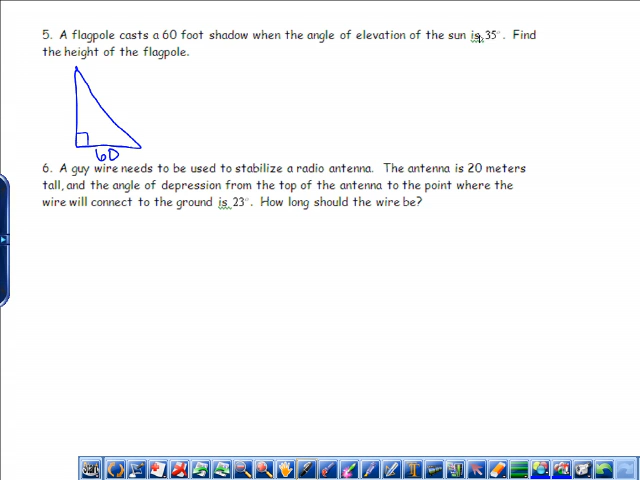 5. A flagpole casts a 60 foot shadow when the angle of elevation of the sun is 35°. Find
the height of the flagpole.
60
6. A guy wire needs to be used to stabilize a radio antenna. The antenna is 20 meters
tall, and the angle of depression from the top of the antenna to the point where the
wire will connect to the ground is 23°. How long should the wire be?
Start